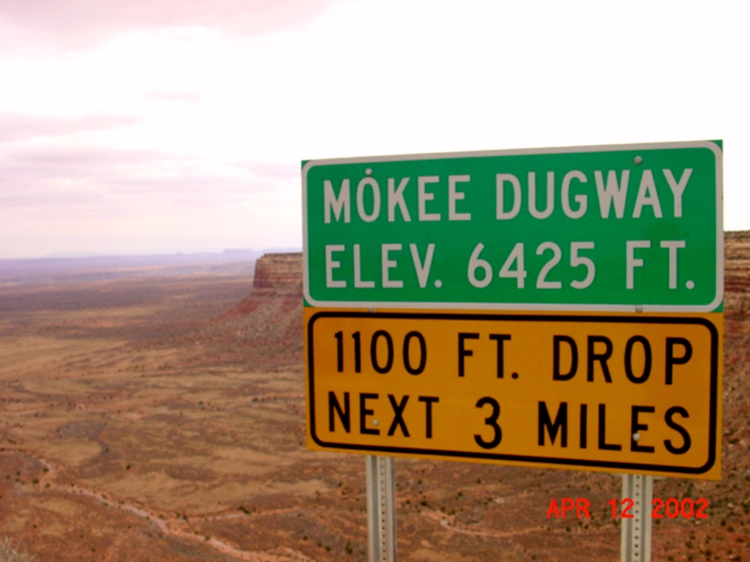 MOKEE DUGWAY
ELEV. 6425 FT.
1100 FT. DROP
NEXT 3 MILES
APR 12 2002